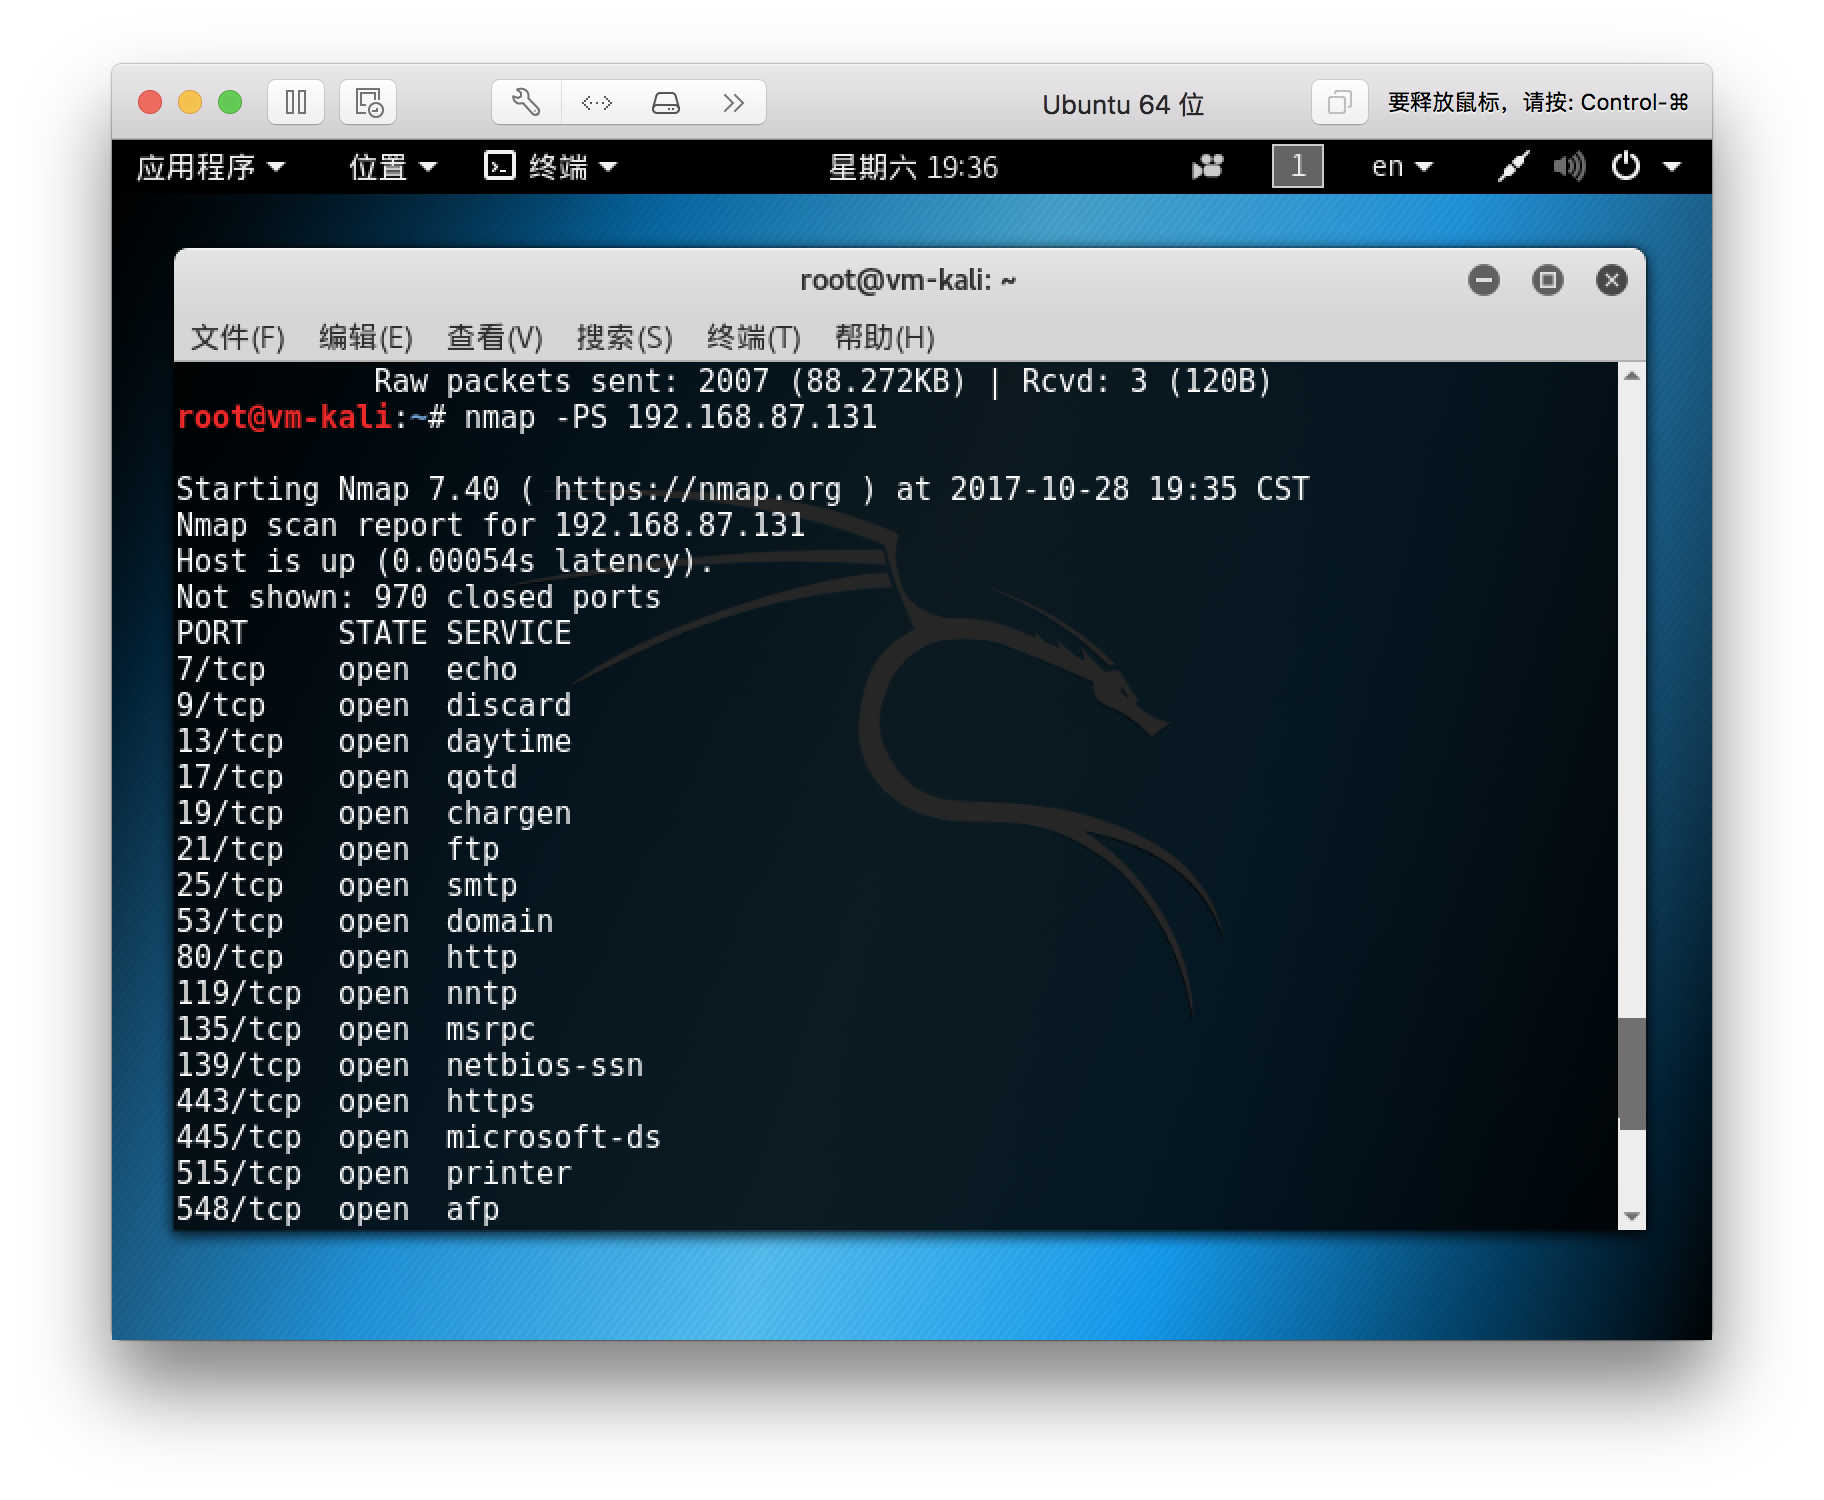 Ubuntu 64 位
要释放鼠标，请按: Control-⌘
应用程序 位置 终端 星期六 19:36 1 en
root@vm-kali: ~
文件(F) 编辑(E) 查看(V) 搜索(S) 终端(T) 帮助(H)
Raw packets sent: 2007 (88.272KB) | Rcvd: 3 (120B)
root@vm-kali:~# nmap -PS 192.168.87.131
Starting Nmap 7.40 ( https://nmap.org ) at 2017-10-28 19:35 CST
Nmap scan report for 192.168.87.131
Host is up (0.00054s latency).
Not shown: 970 closed ports
PORT STATE SERVICE
7/tcp open echo
9/tcp open discard
13/tcp open daytime
17/tcp open qotd
19/tcp open chargen
21/tcp open ftp
25/tcp open smtp
53/tcp open domain
80/tcp open http
119/tcp open nntp
135/tcp open msrpc
139/tcp open netbios-ssn
443/tcp open https
445/tcp open microsoft-ds
515/tcp open printer
548/tcp open afp